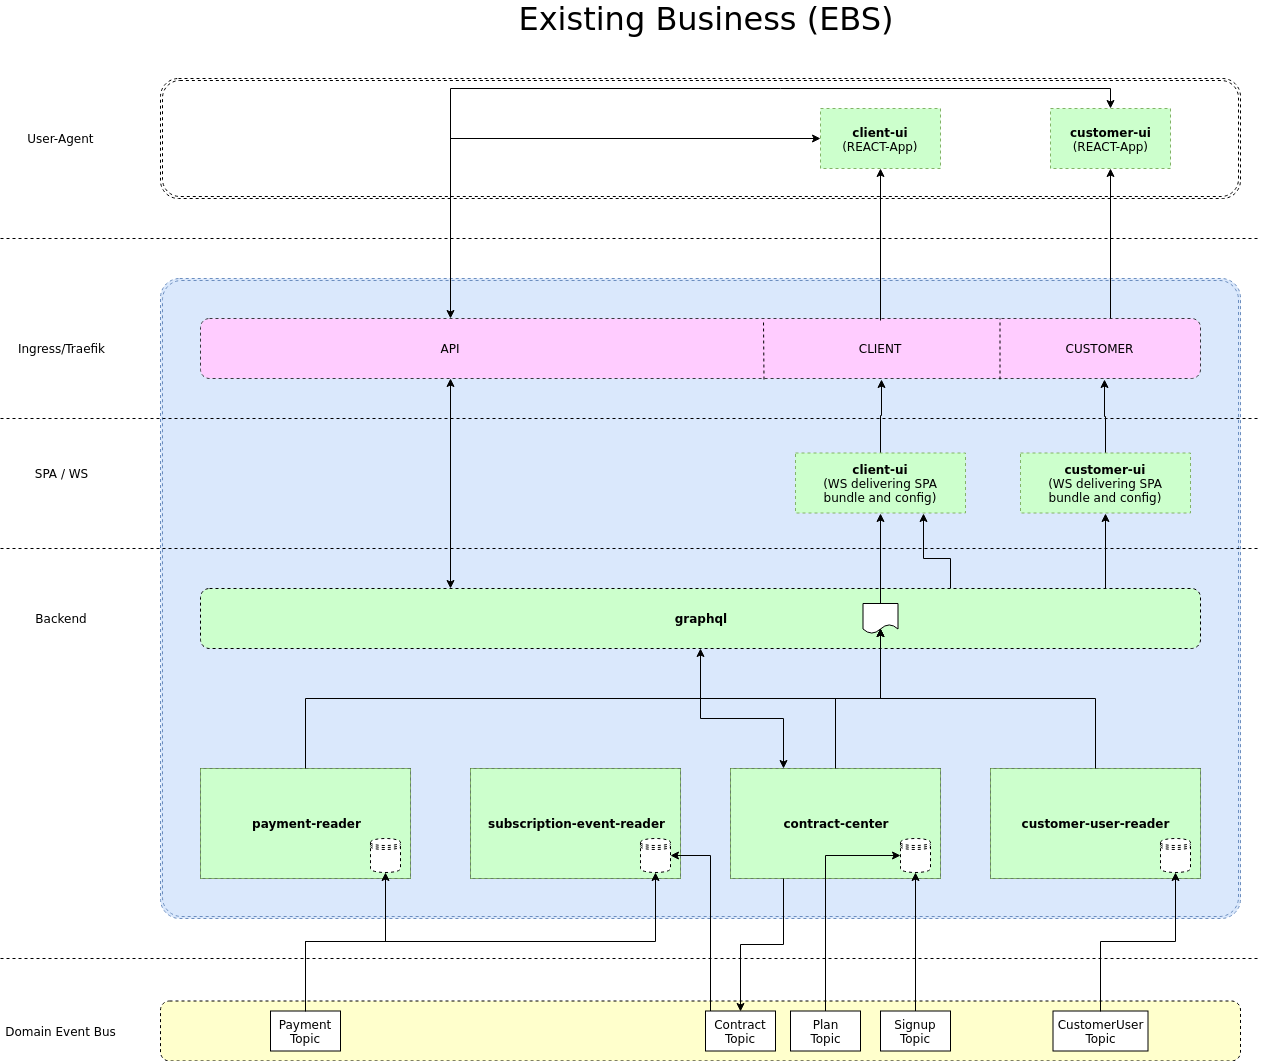 Existing Business (EBS)
User-Agent
client-ui
(REACT-App)
customer-ui
(REACT-App)
Ingress/Traefik
API
CLIENT
CUSTOMER
SPA / WS
client-ui
(WS delivering SPA
bundle and config)
customer-ui
(WS delivering SPA
bundle and config)
Backend
graphql
payment-reader
subscription-event-reader
contract-center
customer-user-reader
Domain Event Bus
Payment
Topic
Contract
Topic
Plan
Topic
Signup
Topic
CustomerUser
Topic